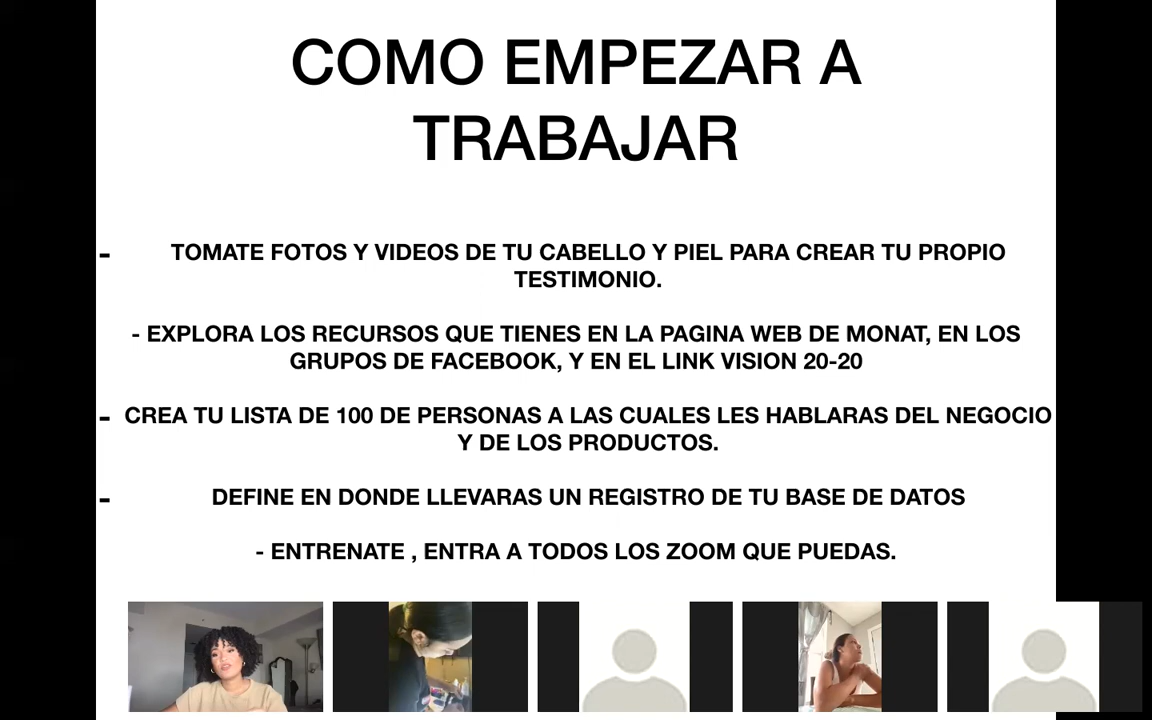 COMO EMPEZAR A
TRABAJAR
- TOMATE FOTOS Y VIDEOS DE TU CABELLO Y PIEL PARA CREAR TU PROPIO
TESTIMONIO.
- EXPLORA LOS RECURSOS QUE TIENES EN LA PAGINA WEB DE MONAT, EN LOS
GRUPOS DE FACEBOOK, Y EN EL LINK VISION 20-20
- CREA TU LISTA DE 100 DE PERSONAS A LAS CUALES LES HABLARAS DEL NEGOCIO
Y DE LOS PRODUCTOS.
- DEFINE EN DONDE LLEVARAS UN REGISTRO DE TU BASE DE DATOS
- ENTRENATE , ENTRA A TODOS LOS ZOOM QUE PUEDAS.